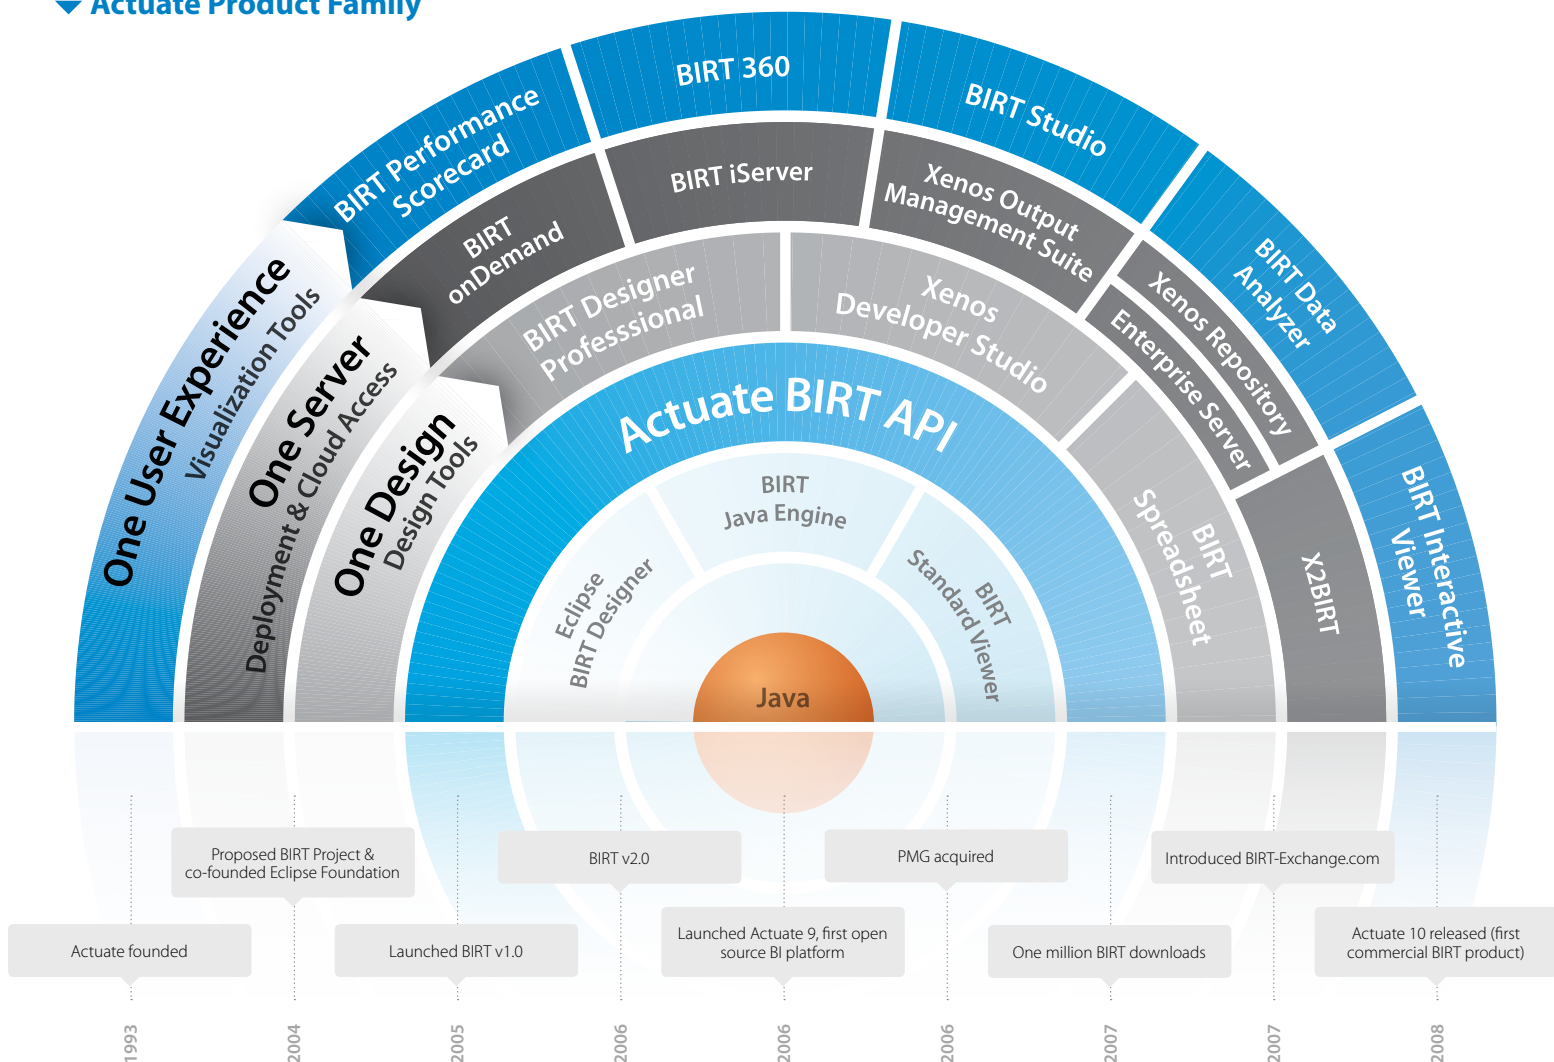 Actuate Product Family
One User Experience
Visualization Tools
BIRT Performance
Scorecard
BIRT 360
BIRT Studio
BIRT Data
Analyzer
BIRT Interactive
Viewer
One Server
Deployment & Cloud Access
BIRT
onDemand
BIRT iServer
Xenos Output
Management Suite
Xenos Repository
Enterprise Server
X2BIRT
One Design
Design Tools
BIRT Designer
Professsional
Xenos
Developer Studio
BIRT
Spreadsheet
Actuate BIRT API
Eclipse
BIRT Designer
BIRT
Java Engine
BIRT
Standard Viewer
Java
Actuate founded
1993
Proposed BIRT Project &
co-founded Eclipse Foundation
2004
Launched BIRT v1.0
2005
BIRT v2.0
2006
Launched Actuate 9, first open
source BI platform
2006
PMG acquired
2006
One million BIRT downloads
2007
Introduced BIRT-Exchange.com
2007
Actuate 10 released (first
commercial BIRT product)
2008